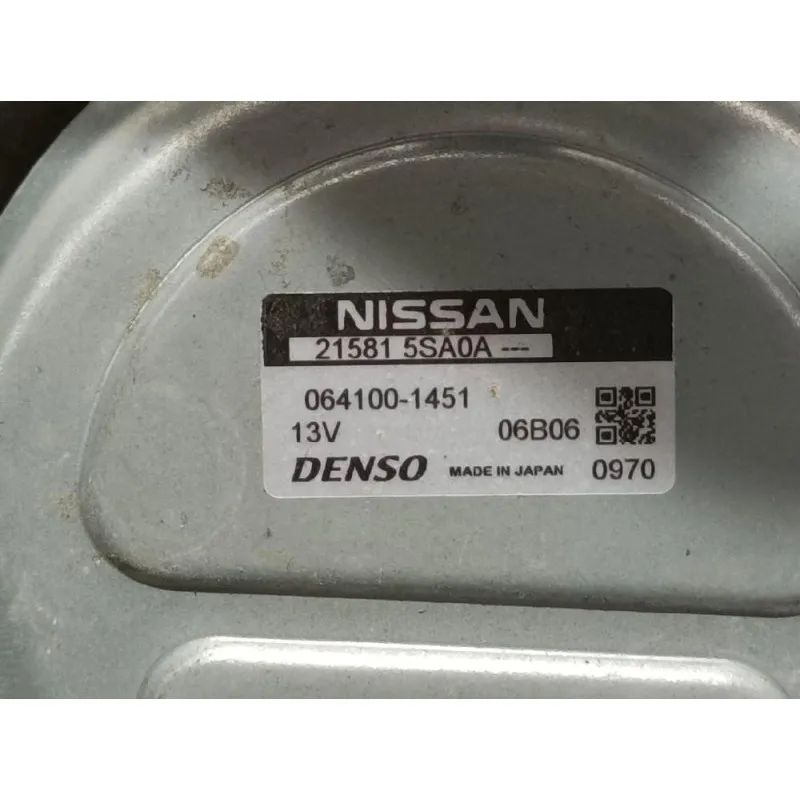 NISSAN
21581 5SA0A ---
064100-1451
13V 06B06
DENSO MADE IN JAPAN 0970